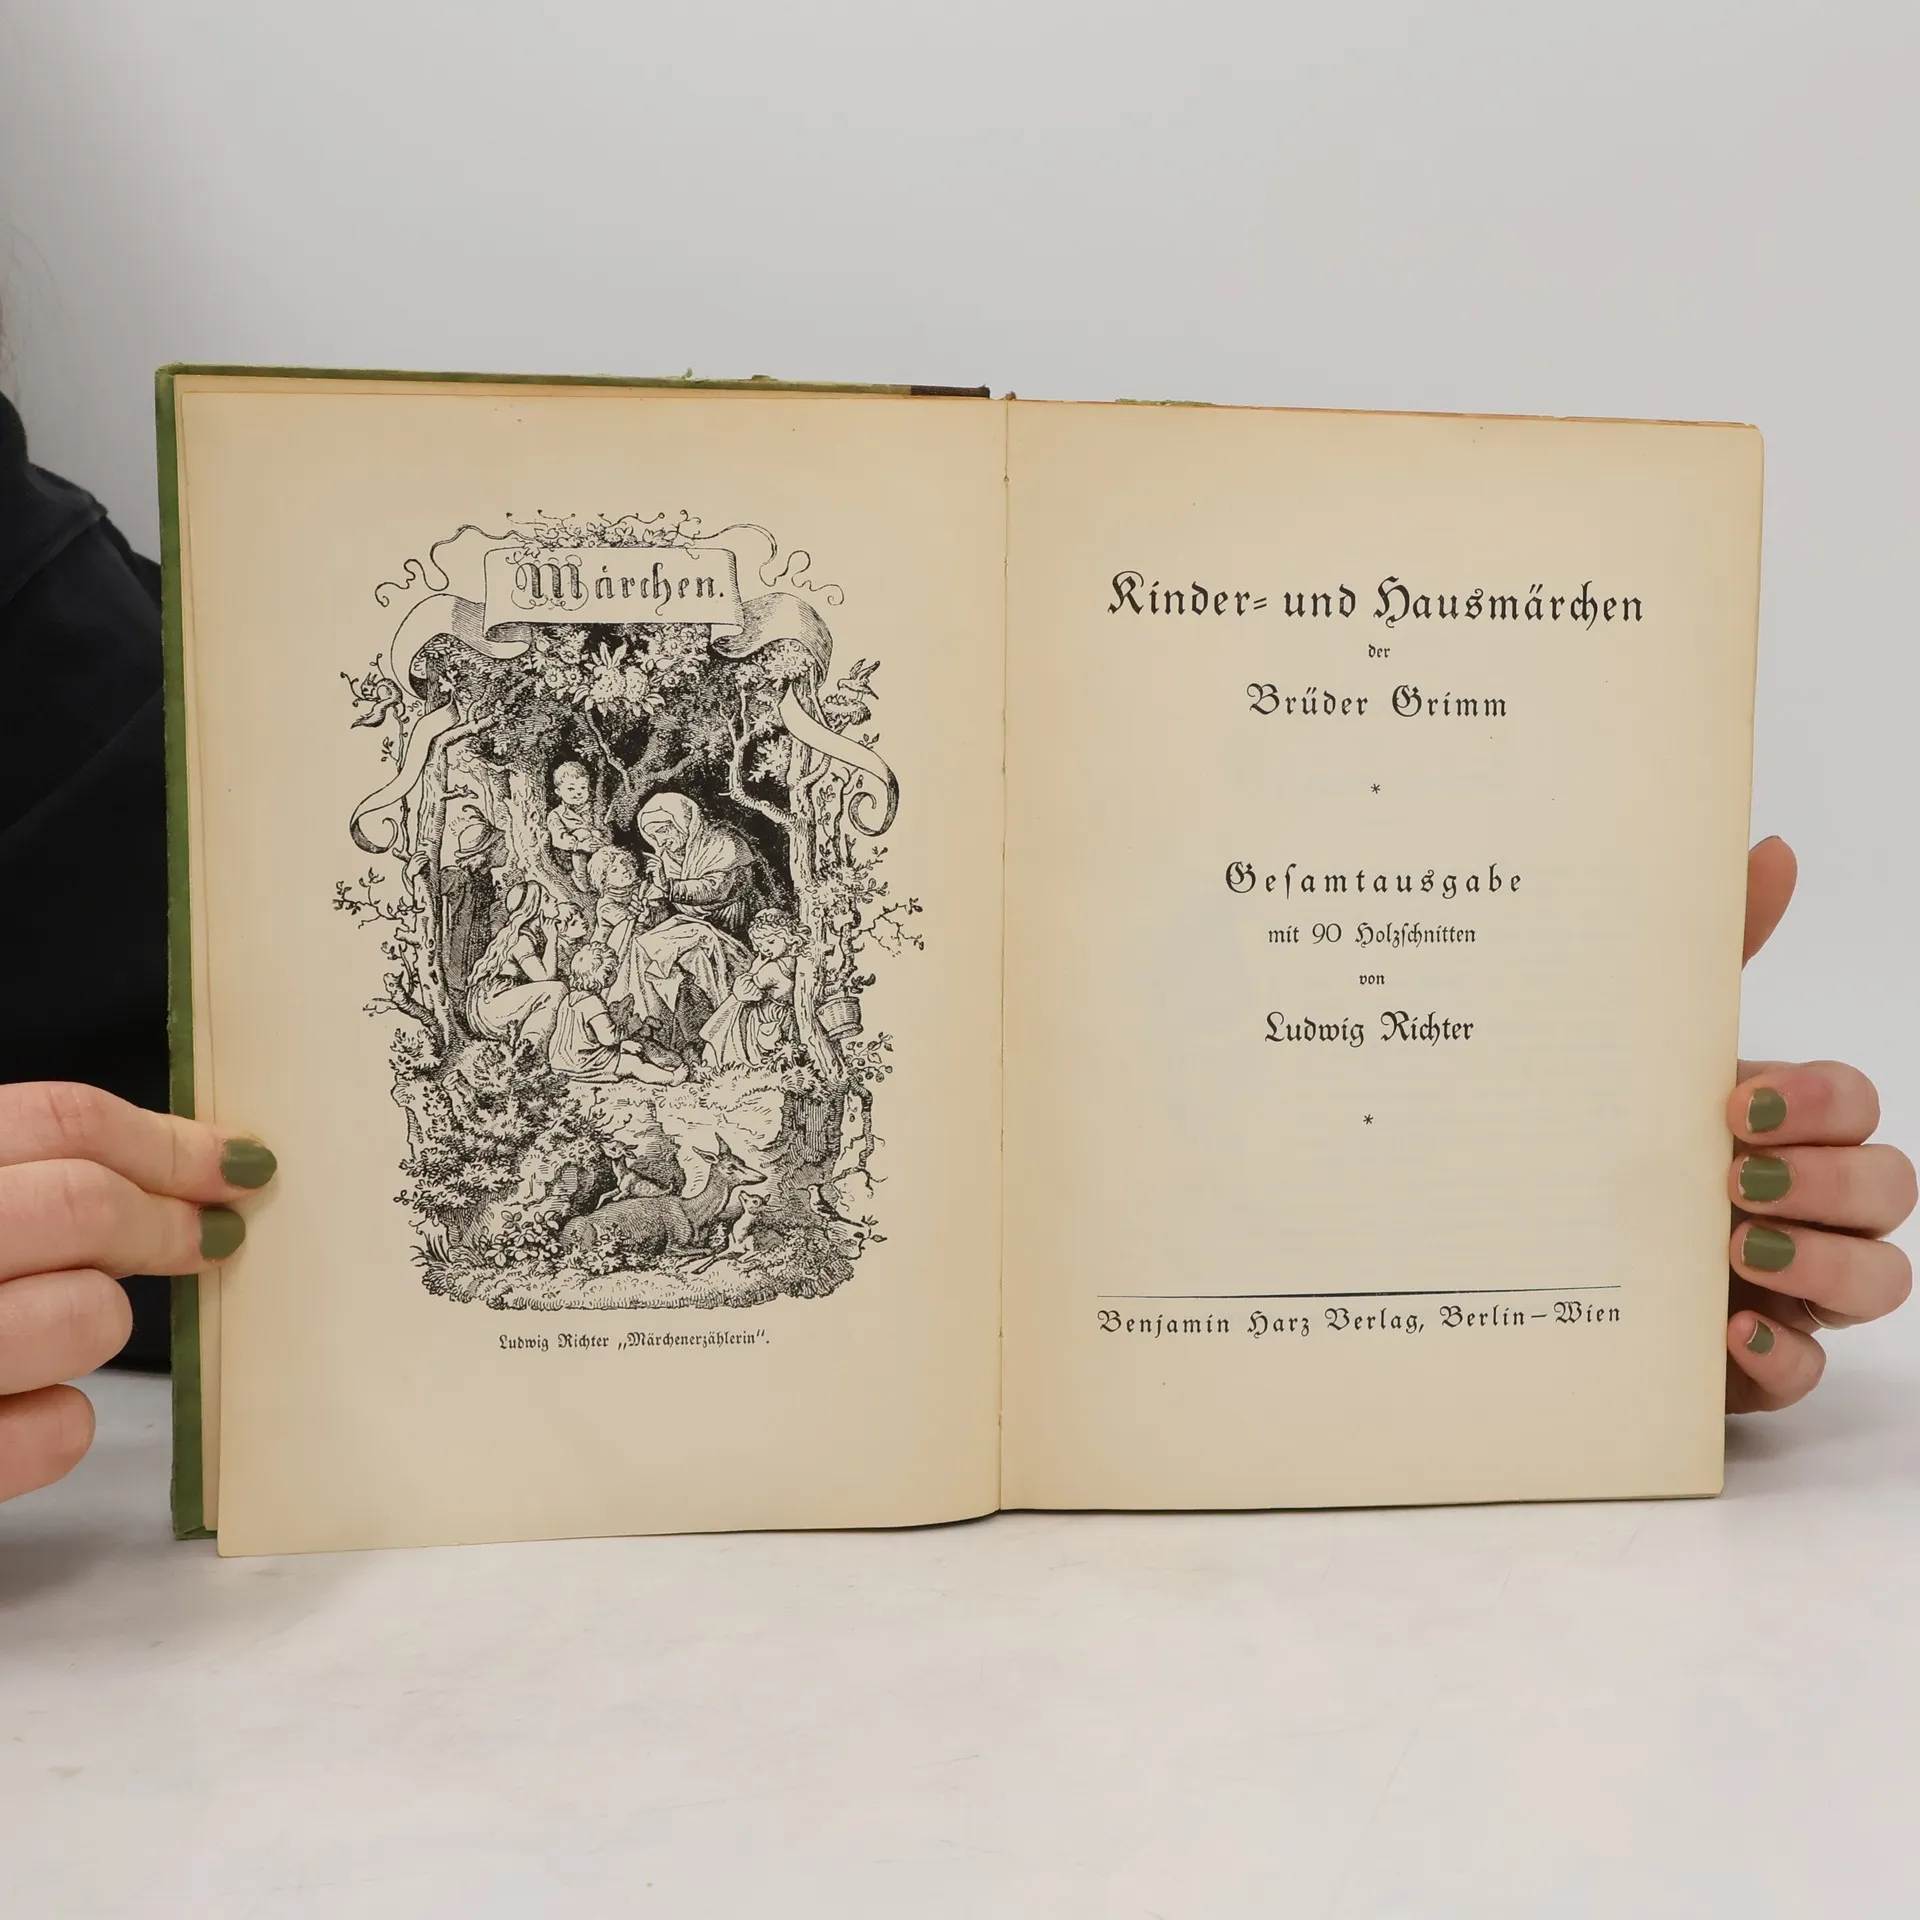 Märchen.
Ludwig Richter „Märchenerzählerin“.
Kinder- und Hausmärchen
der
Brüder Grimm
*
Geſamtausgabe
mit 90 Holzſchnitten
von
Ludwig Richter
*
Benjamin Harz Verlag, Berlin–Wien